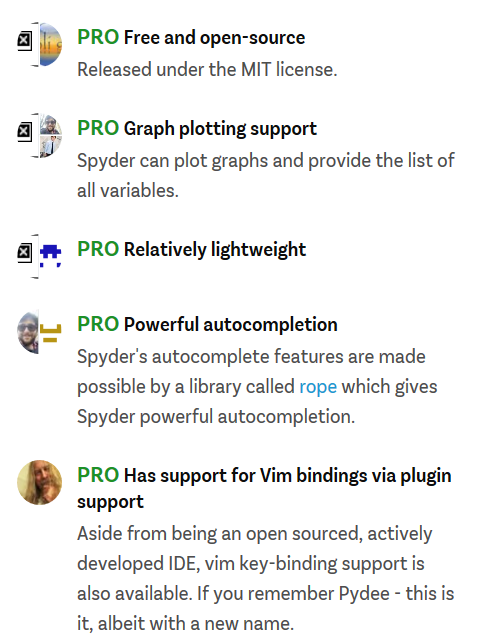 PRO Free and open-source
Released under the MIT license.
PRO Graph plotting support
Spyder can plot graphs and provide the list of
all variables.
PRO Relatively lightweight
PRO Powerful autocompletion
Spyder's autocomplete features are made
possible by a library called rope which gives
Spyder powerful autocompletion.
PRO Has support for Vim bindings via plugin
support
Aside from being an open sourced, actively
developed IDE, vim key-binding support is
also available. If you remember Pydee - this is
it, albeit with a new name.